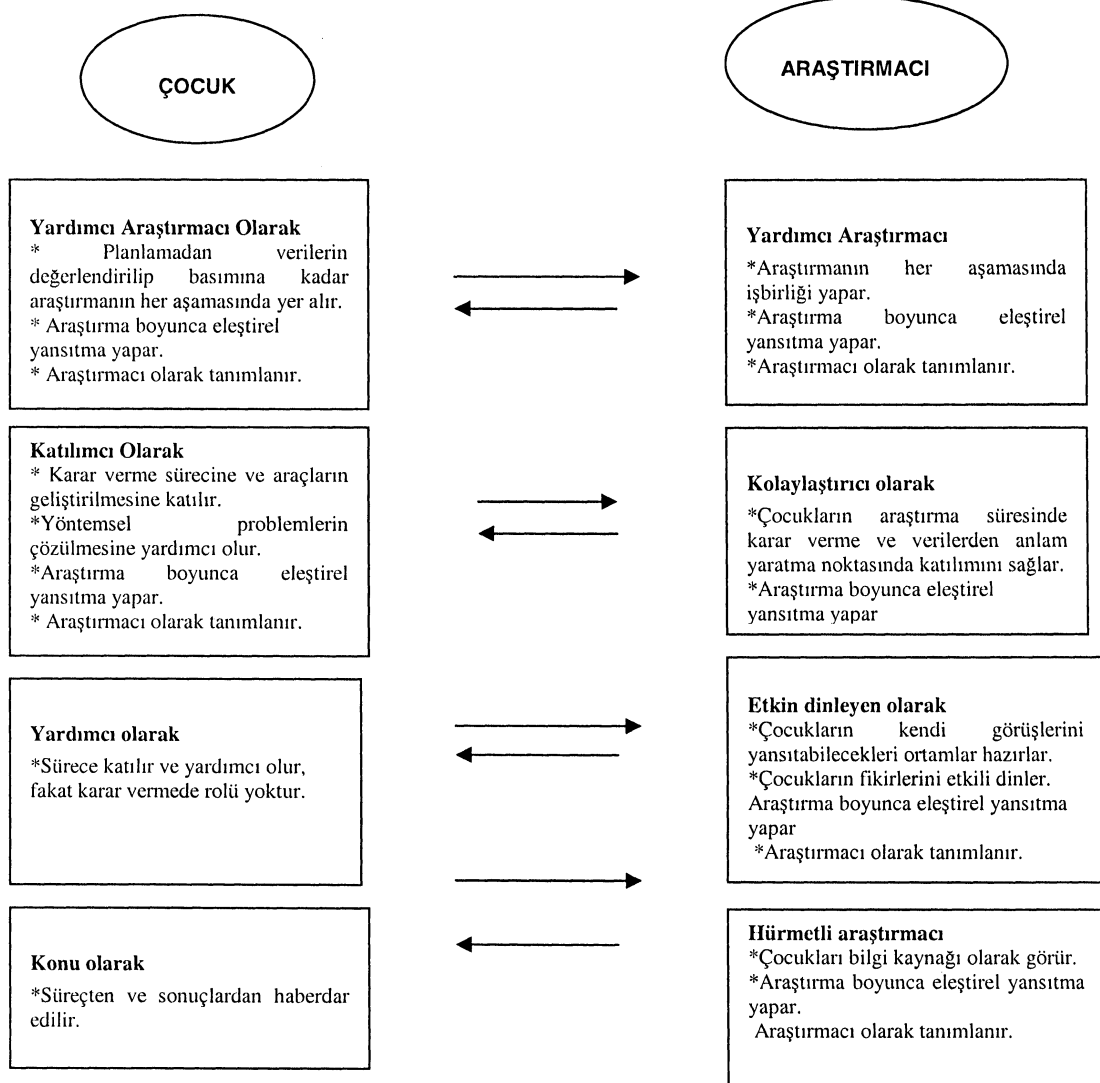 ÇOCUK
ARAŞTIRMACI
Yardımcı Araştırmacı Olarak
* Planlamadan verilerin
değerlendirilip basımına kadar
araştırmanın her aşamasında yer alır.
* Araştırma boyunca eleştirel
yansıtma yapar.
* Araştırmacı olarak tanımlanır.
Yardımcı Araştırmacı
*Araştırmanın her aşamasında
işbirliği yapar.
*Araştırma boyunca eleştirel
yansıtma yapar.
*Araştırmacı olarak tanımlanır.
Katılımcı Olarak
* Karar verme sürecine ve araçların
geliştirilmesine katılır.
*Yöntemsel problemlerin
çözülmesine yardımcı olur.
*Araştırma boyunca eleştirel
yansıtma yapar.
* Araştırmacı olarak tanımlanır.
Kolaylaştırıcı olarak
*Çocukların araştırma süresinde
karar verme ve verilerden anlam
yaratma noktasında katılımını sağlar.
*Araştırma boyunca eleştirel
yansıtma yapar
Yardımcı olarak
*Sürece katılır ve yardımcı olur,
fakat karar vermede rolü yoktur.
Etkin dinleyen olarak
*Çocukların kendi görüşlerini
yansıtabilecekleri ortamlar hazırlar.
*Çocukların fikirlerini etkili dinler.
Araştırma boyunca eleştirel yansıtma
yapar
*Araştırmacı olarak tanımlanır.
Konu olarak
*Süreçten ve sonuçlardan haberdar
edilir.
Hürmetli araştırmacı
*Çocukları bilgi kaynağı olarak görür.
*Araştırma boyunca eleştirel yansıtma
yapar.
Araştırmacı olarak tanımlanır.